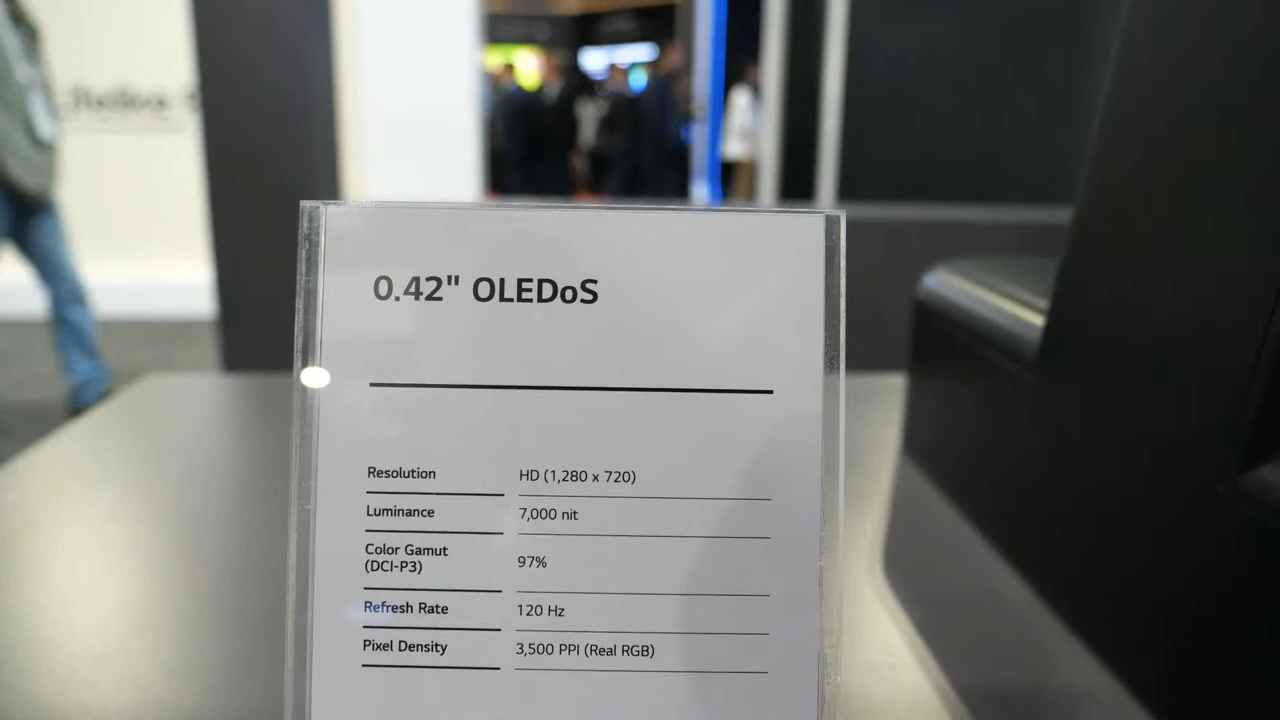 0.42" OLEDoS
Resolution HD (1,280 x 720)
Luminance 7,000 nit
Color Gamut
(DCI-P3) 97%
Refresh Rate 120 Hz
Pixel Density 3,500 PPI (Real RGB)